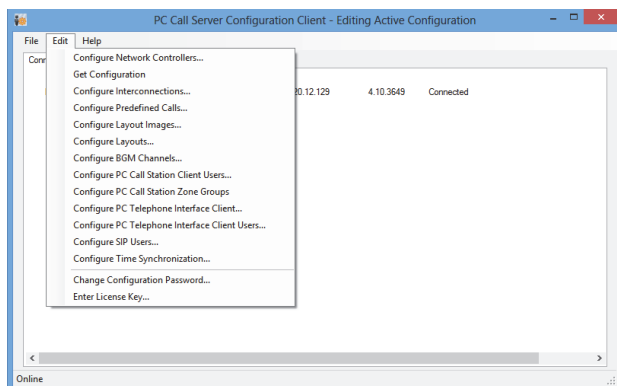 PC Call Server Configuration Client - Editing Active Configuration
File Edit Help
Configure Network Controllers...
Get Configuration
Configure Interconnections...
20.12.129 4.10.3649 Connected
Configure Predefined Calls...
Configure Layout Images...
Configure Layouts...
Configure BGM Channels...
Configure PC Call Station Client Users...
Configure PC Call Station Zone Groups
Configure PC Telephone Interface Client...
Configure PC Telephone Interface Client Users...
Configure SIP Users...
Configure Time Synchronization...
Change Configuration Password...
Enter License Key...
Online